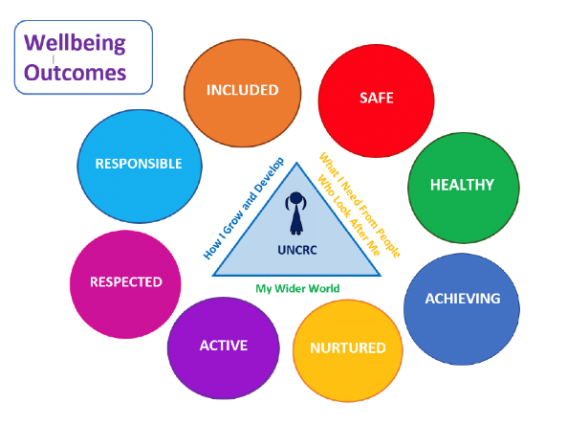 Wellbeing
Outcomes
INCLUDED
SAFE
RESPONSIBLE
HEALTHY
How I Grow and Develop
What I Need From People
Who Look After Me
UNCRC
My Wider World
RESPECTED
ACHIEVING
ACTIVE
NURTURED